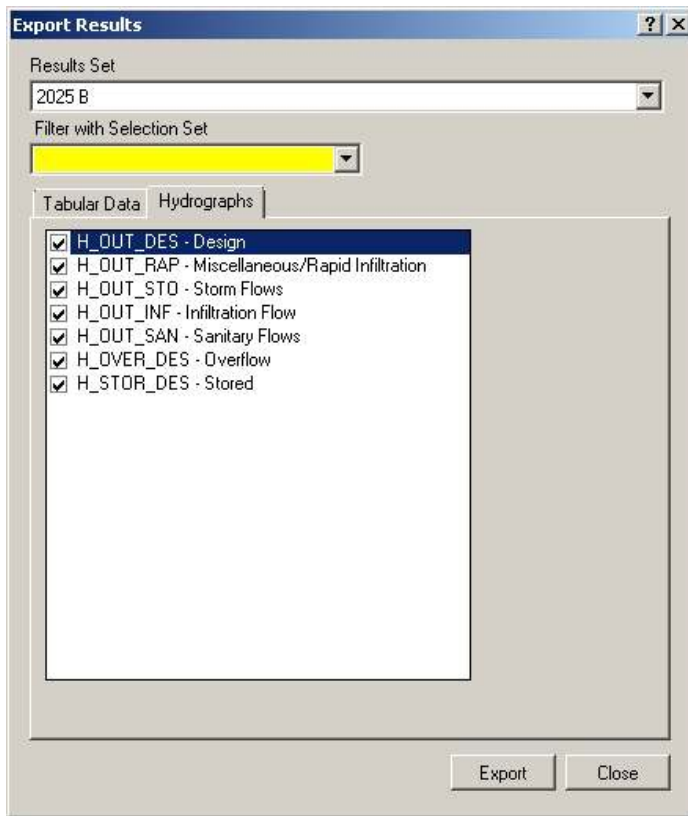 Export Results
Results Set
2025 B
Filter with Selection Set
Tabular Data Hydrographs
H_OUT_DES - Design
H_OUT_RAP - Miscellaneous/Rapid Infiltration
H_OUT_STO - Storm Flows
H_OUT_INF - Infiltration Flow
H_OUT_SAN - Sanitary Flows
H_OVER_DES - Overflow
H_STOR_DES - Stored
Export Close